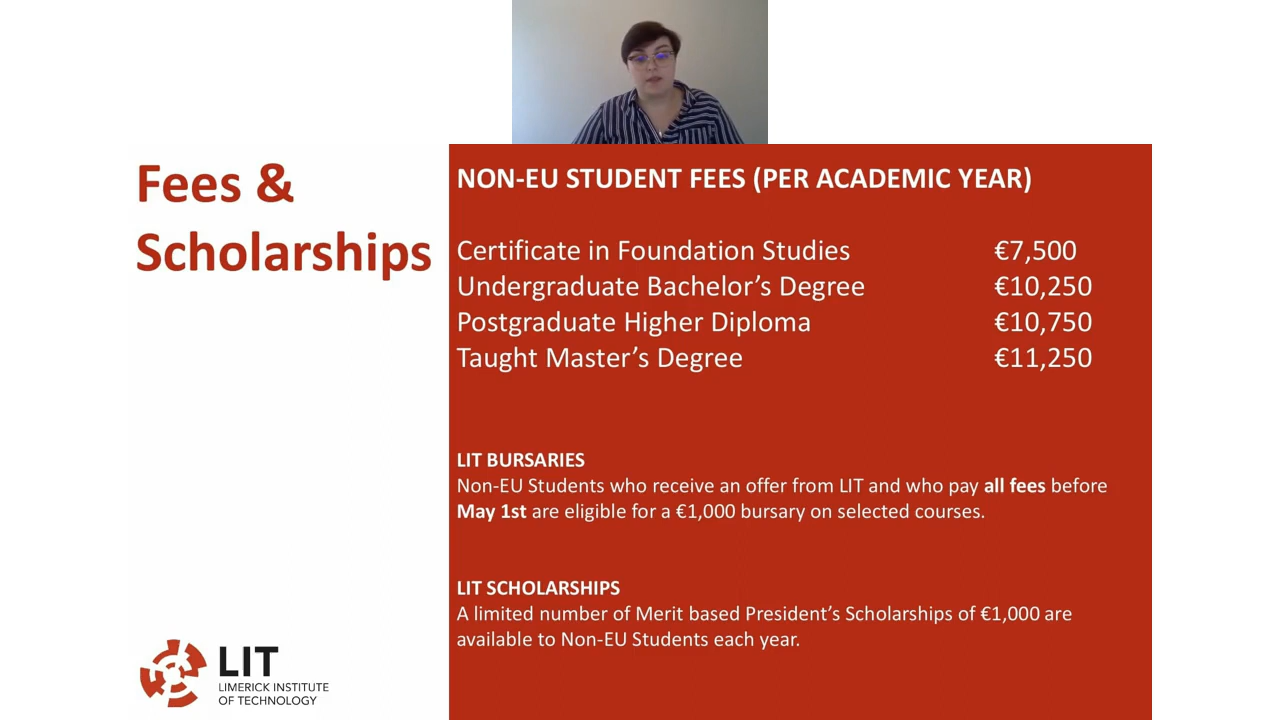 Fees &
Scholarships
NON-EU STUDENT FEES (PER ACADEMIC YEAR)
Certificate in Foundation Studies €7,500
Undergraduate Bachelor’s Degree €10,250
Postgraduate Higher Diploma €10,750
Taught Master’s Degree €11,250
LIT BURSARIES
Non-EU Students who receive an offer from LIT and who pay all fees before
May 1st are eligible for a €1,000 bursary on selected courses.
LIT SCHOLARSHIPS
A limited number of Merit based President’s Scholarships of €1,000 are
available to Non-EU Students each year.
LIT
LIMERICK INSTITUTE
OF TECHNOLOGY